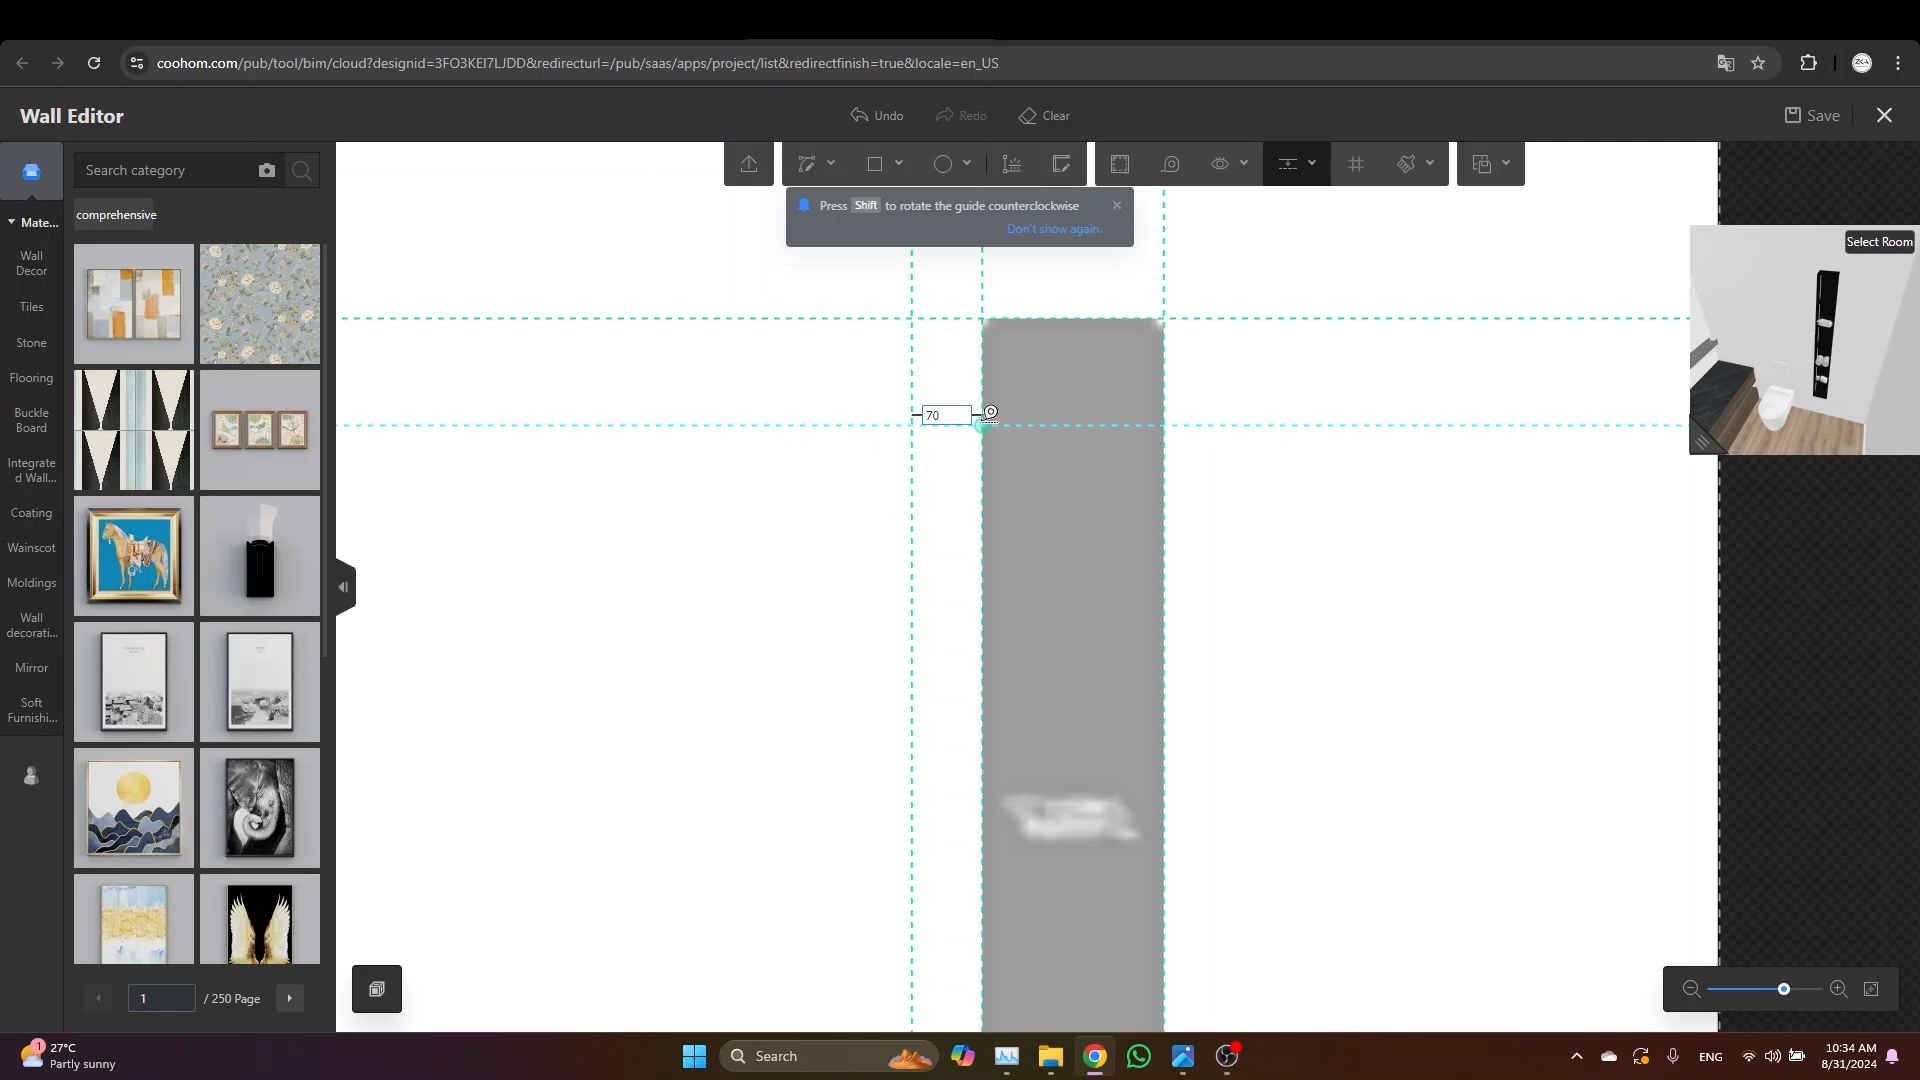 coohom.com/pub/tool/bim/cloud?designid=3FO3KEI7LJDD&redirecturl=/pub/saas/apps/project/list&redirectfinish=true&locale=en_US
Wall Editor
Undo
Redo
Clear
Save
Search category
comprehensive
Mate...
Wall
Decor
Tiles
Stone
Flooring
Buckle
Board
Integrate
d Wall...
Coating
Wainscot
Moldings
Wall
decorati...
Mirror
Soft
Furnishi...
Press Shift to rotate the guide counterclockwise
Don't show again.
Select Room
70
1 / 250 Page
1
27°C
Partly sunny
Search
ENG
10:34 AM
8/31/2024